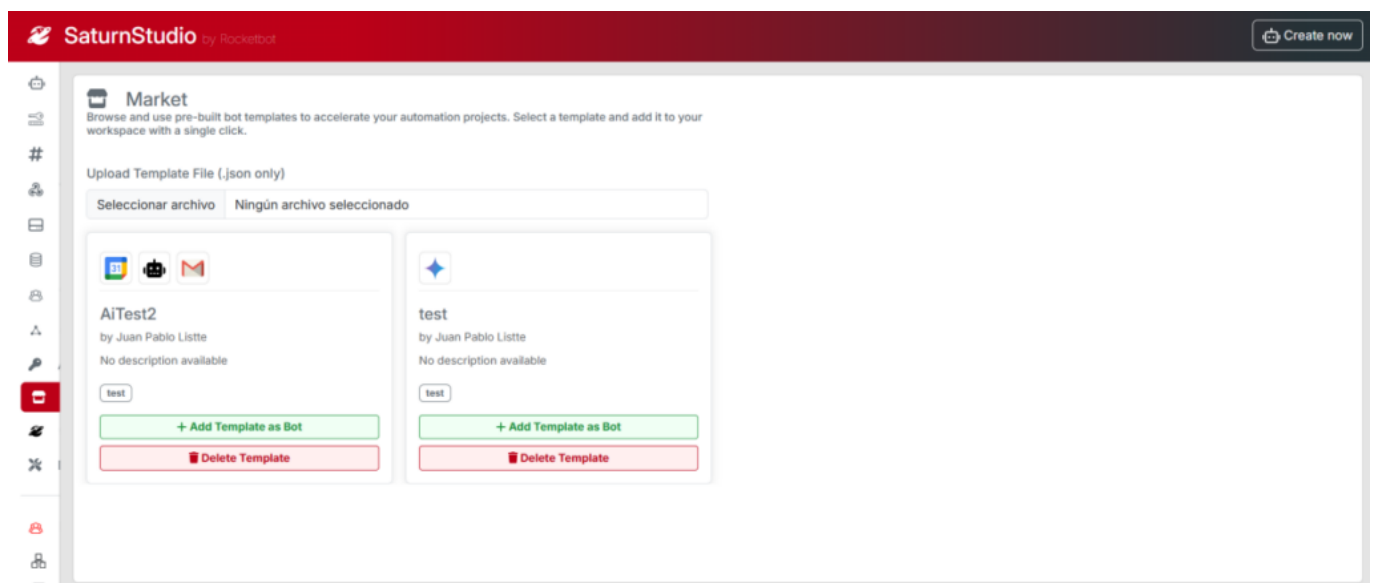 SaturnStudio by Rocketbot
Create now
Market
Browse and use pre-built bot templates to accelerate your automation projects. Select a template and add it to your
workspace with a single click.
Upload Template File (.json only)
Seleccionar archivo Ningún archivo seleccionado
31
AiTest2
by Juan Pablo Listte
No description available
test
+ Add Template as Bot
Delete Template
test
by Juan Pablo Listte
No description available
test
+ Add Template as Bot
Delete Template